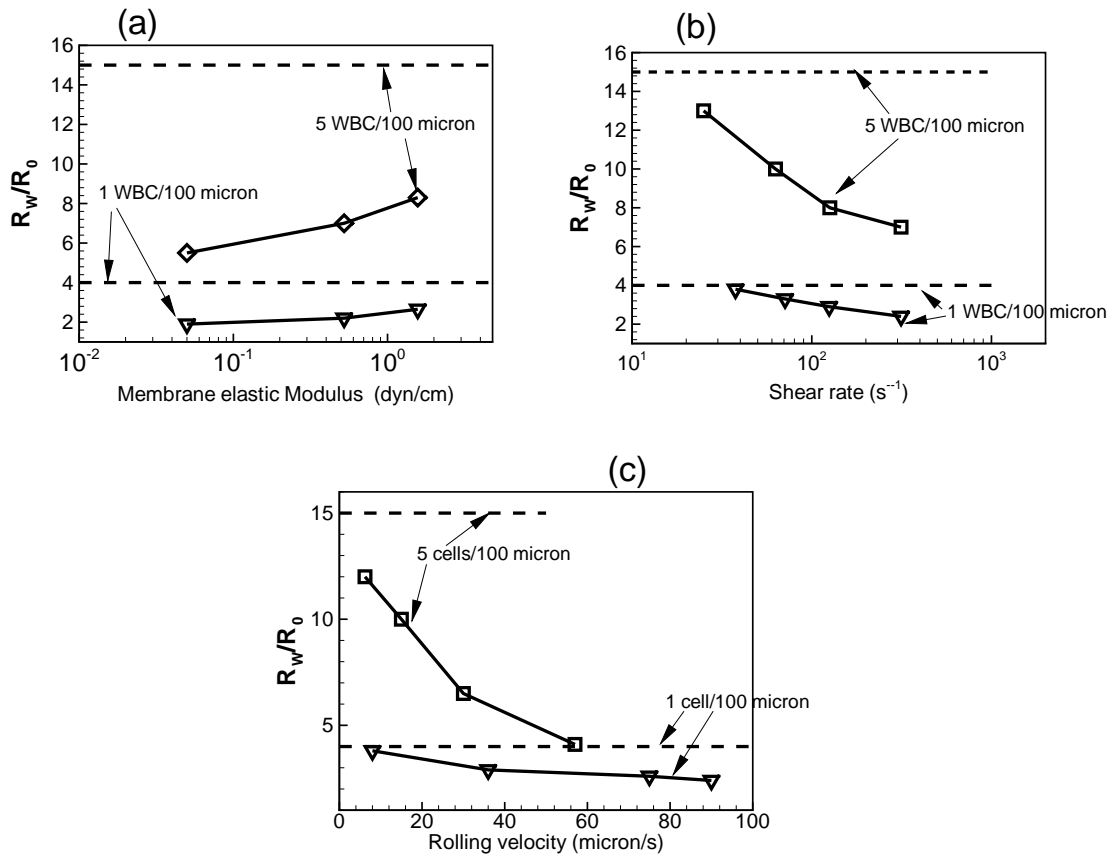 (a)
16
14
12
10
8
6
4
2
R_W/R_0
5 WBC/100 micron
1 WBC/100 micron
10^-2
10^-1
10^0
Membrane elastic Modulus (dyn/cm)
(b)
16
14
12
10
8
6
4
2
R_W/R_0
5 WBC/100 micron
1 WBC/100 micron
10^1
10^2
10^3
Shear rate (s^--1)
(c)
15
10
5
R_W/R_0
5 cells/100 micron
1 cell/100 micron
0
20
40
60
80
100
Rolling velocity (micron/s)